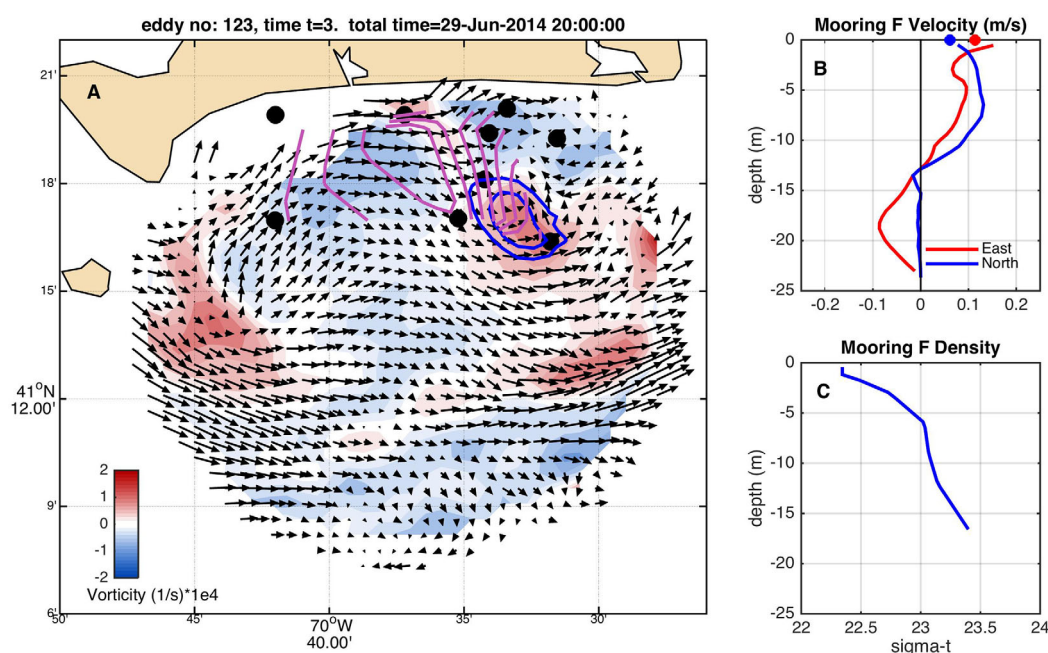 eddy no: 123, time t=3. total time=29-Jun-2014 20:00:00
A
21'
18'
15'
41°N
12.00'
9'
6'
50'
45'
70°W
40.00'
35'
30'
2
1
0
-1
-2
Vorticity (1/s)*1e4
Mooring F Velocity (m/s)
B
0
-5
-10
-15
-20
-25
depth (m)
East
North
-0.2
-0.1
0
0.1
0.2
Mooring F Density
C
0
-5
-10
-15
-20
-25
depth (m)
22
22.5
23
23.5
24
sigma-t